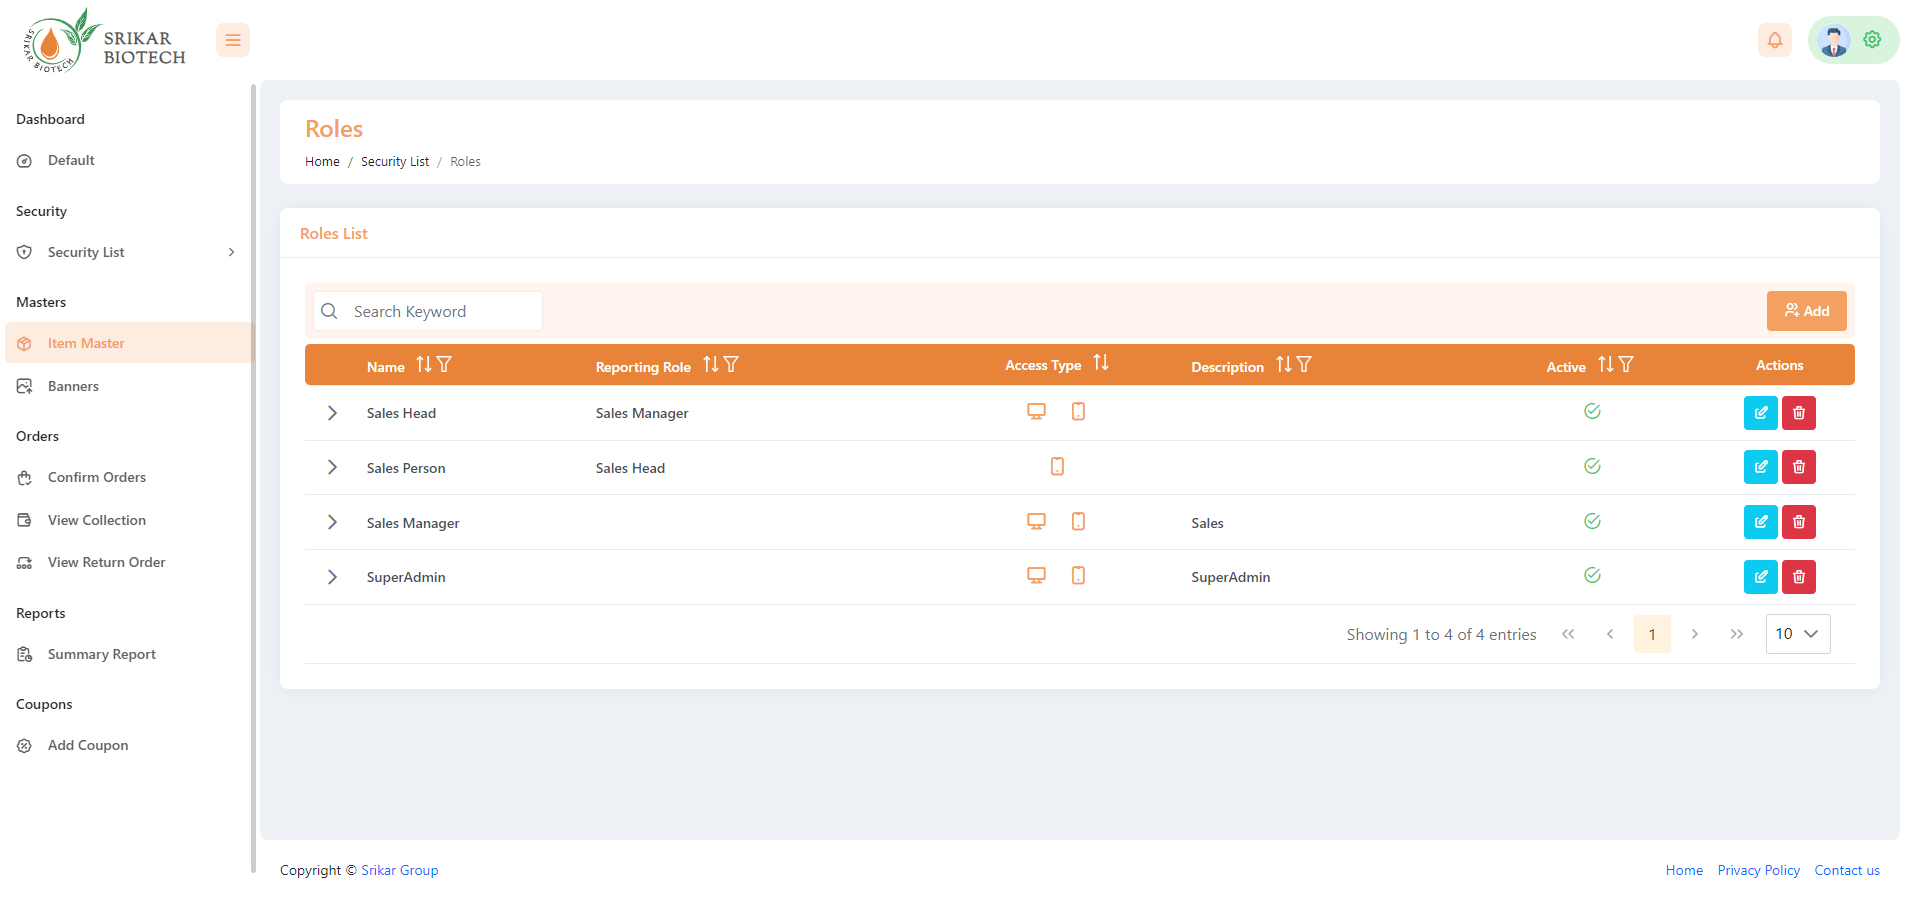 SRIKAR BIOTECH
SRIKAR
BIOTECH
Dashboard
Default
Security
Security List
Masters
Item Master
Banners
Orders
Confirm Orders
View Collection
View Return Order
Reports
Summary Report
Coupons
Add Coupon
Roles
Home / Security List / Roles
Roles List
Search Keyword
Add
Name Reporting Role Access Type Description Active Actions
Sales Head Sales Manager
Sales Person Sales Head
Sales Manager Sales
SuperAdmin SuperAdmin
Showing 1 to 4 of 4 entries 1 10
Copyright © Srikar Group
Home Privacy Policy Contact us